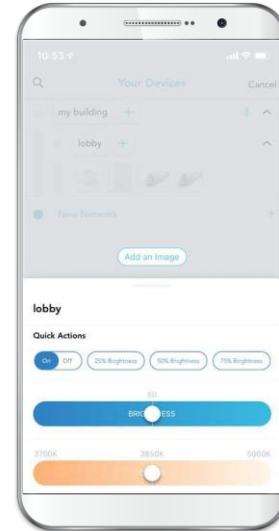 10:53
Your Devices
Cancel
my building +
lobby +
New Network +
Add an Image
lobby
Quick Actions
On Off 25% Brightness 50% Brightness 75% Brightness
50
BRIGHTNESS
2700K 3850K 5000K